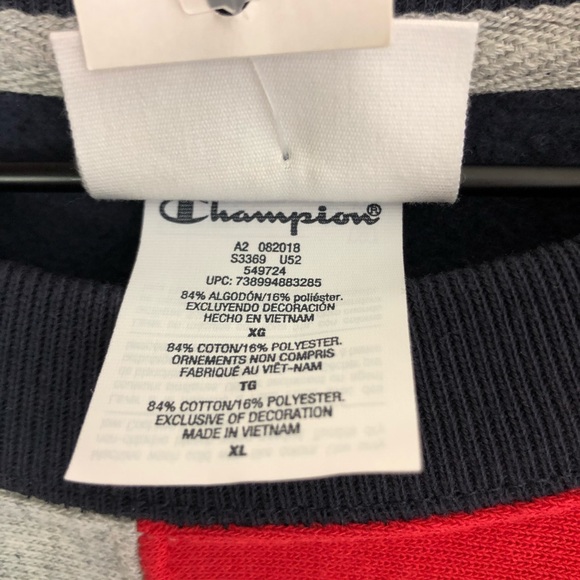 Champion®
A2 082018
S3369 U52
549724
UPC: 738994883285
84% ALGODÓN/16% poliéster.
EXCLUYENDO DECORACIÓN
HECHO EN VIETNAM
XG
84% COTON/16% POLYESTER.
ORNEMENTS NON COMPRIS
FABRIQUÉ AU VIÊT-NAM
TG
84% COTTON/16% POLYESTER.
EXCLUSIVE OF DECORATION
MADE IN VIETNAM
XL